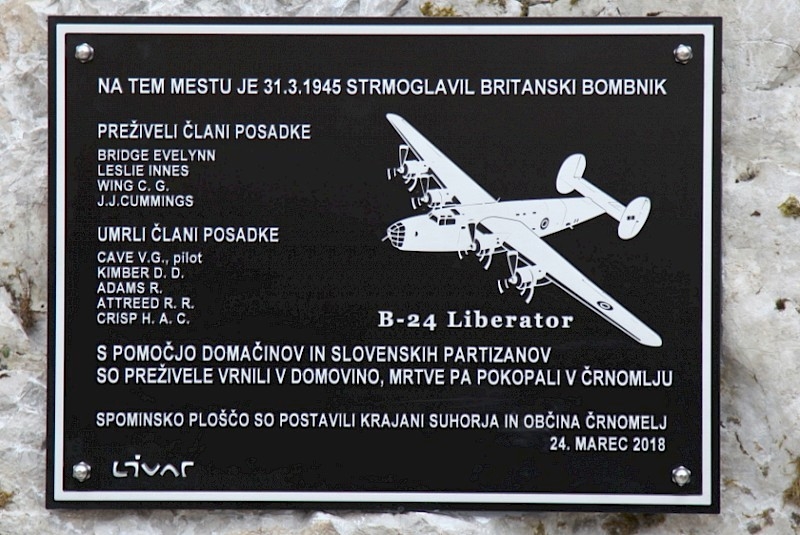 NA TEM MESTU JE 31.3.1945 STRMOGLAVIL BRITANSKI BOMBNIK
PREŽIVELI ČLANI POSADKE
BRIDGE EVELYNN
LESLIE INNES
WING C. G.
J.J.CUMMINGS
UMRLI ČLANI POSADKE
CAVE V.G., pilot
KIMBER D. D.
ADAMS R.
ATTREED R. R.
CRISP H. A. C.
B-24 Liberator
S POMOČJO DOMAČINOV IN SLOVENSKIH PARTIZANOV
SO PREŽIVELE VRNILI V DOMOVINO, MRTVE PA POKOPALI V ČRNOMLJU
SPOMINSKO PLOŠČO SO POSTAVILI KRAJANI SUHORJA IN OBČINA ČRNOMELJ
24. MAREC 2018
Livar